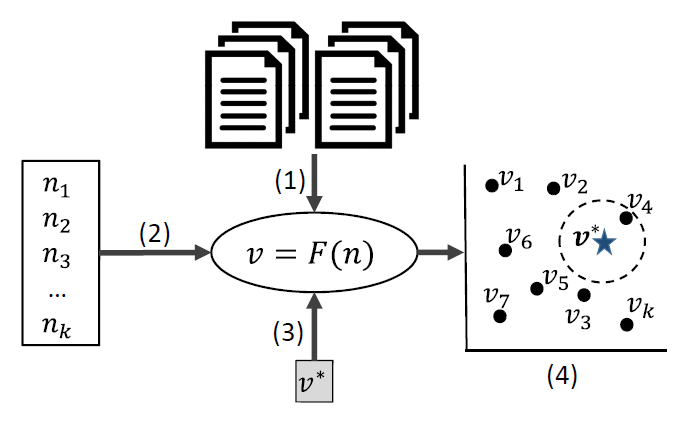 (1)
n₁
n₂
n₃
...
nₖ
(2)
v = F(n)
(3)
v*
v₁
v₂
v₄
v*
v₆
v₅
v₃
v₇
vₖ
(4)